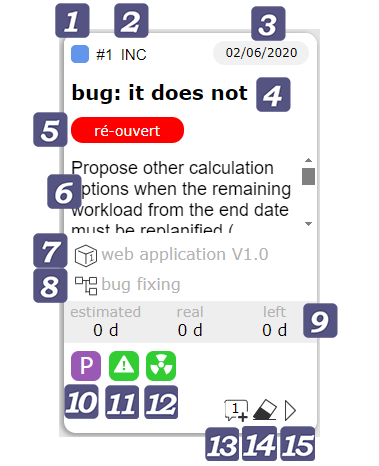 1 2 3
#1 INC 02/06/2020
bug: it does not 4
5 ré-ouvert
Propose other calculation
6 options when the remaining
workload from the end date
must be replanified (
7 web application V1.0
8 bug fixing
estimated real left
0 d 0 d 0 d 9
P
10 11 12
1
13 14 15